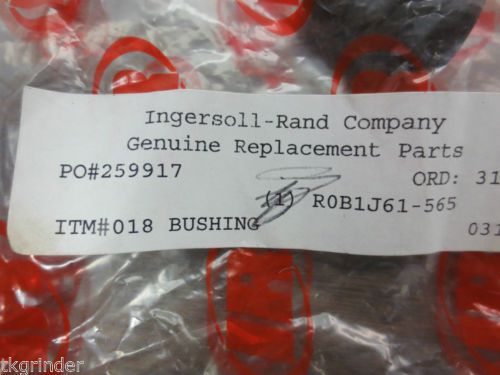 Ingersoll-Rand Company
Genuine Replacement Parts
PO#259917 ORD: 31
(1) R0B1J61-565
ITM#018 BUSHING 031
tkgrinder